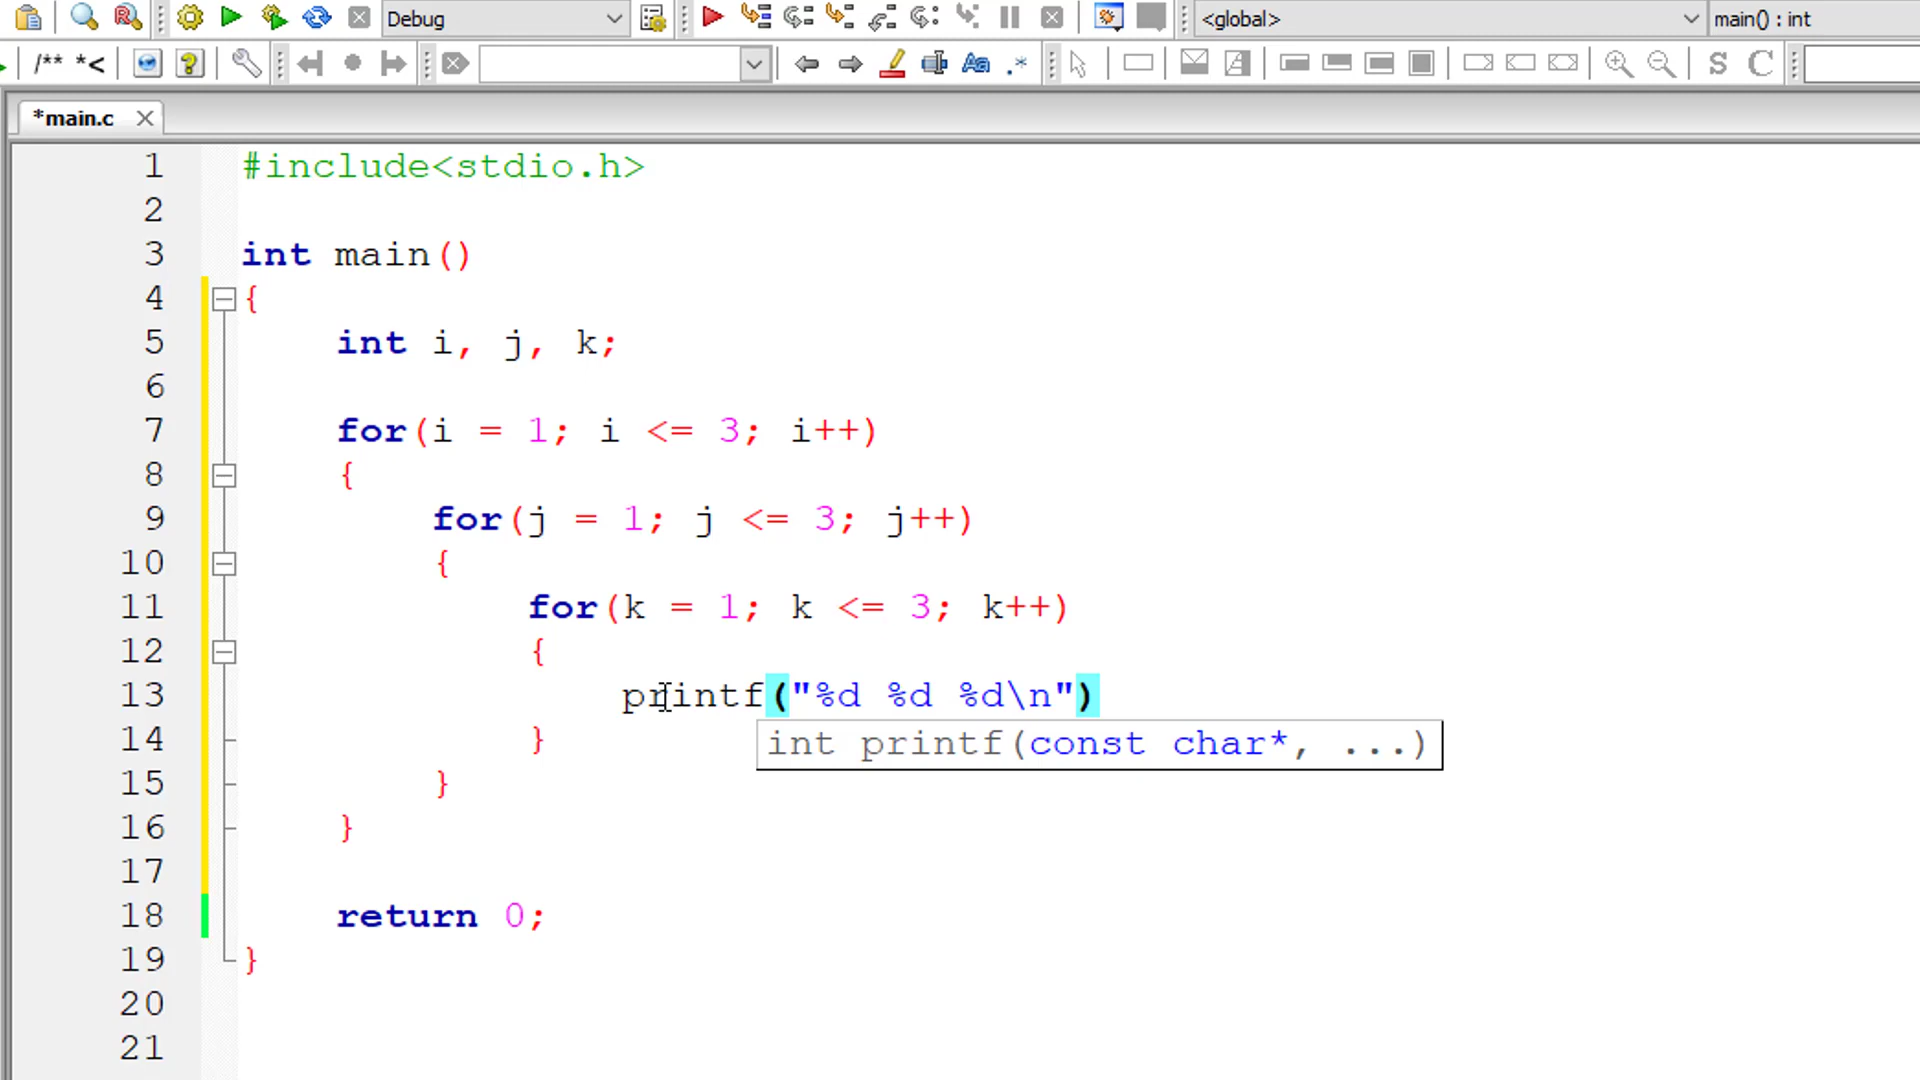 Debug
<global>
main() : int
/** *<
Aa .*
S C
*main.c
1 #include<stdio.h>
2
3 int main()
4 {
5 int i, j, k;
6
7 for(i = 1; i <= 3; i++)
8 {
9 for(j = 1; j <= 3; j++)
10 {
11 for(k = 1; k <= 3; k++)
12 {
13 printf("%d %d %d\n")
int printf(const char*, ...)
14 }
15 }
16 }
17
18 return 0;
19 }
20
21